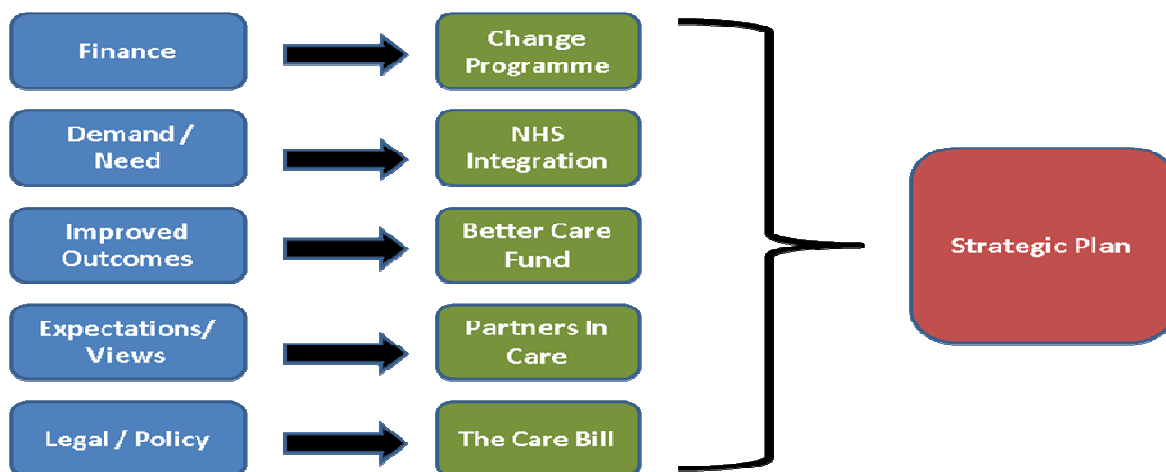 Finance
Change
Programme
Demand /
Need
NHS
Integration
Improved
Outcomes
Better Care
Fund
Strategic Plan
Expectations/
Views
Partners In
Care
Legal / Policy
The Care Bill